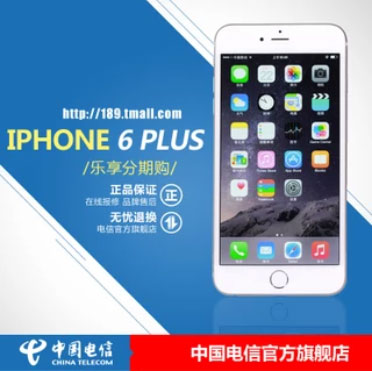 http://189.tmall.com
IPHONE 6 PLUS
/乐享分期购/
正品保证
在线报修 品牌售后
正
无忧退换
电信官方旗舰店
中国电信
CHINA TELECOM
中国电信官方旗舰店